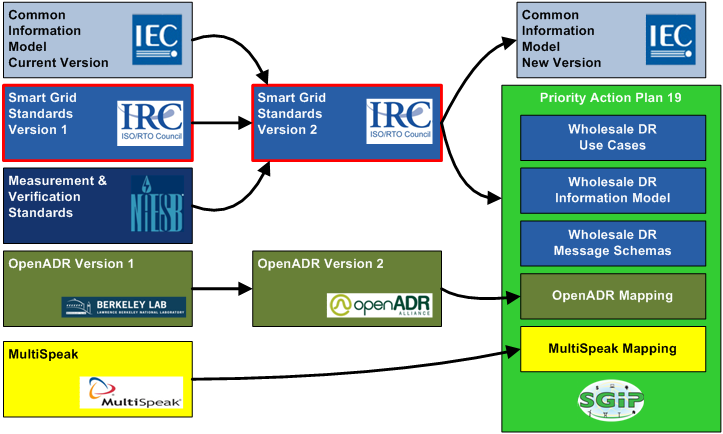 Common
Information
Model
Current Version
IEC
Common
Information
Model
New Version
IEC
Smart Grid
Standards
Version 1
IRC
ISO/RTO Council
Smart Grid
Standards
Version 2
IRC
ISO/RTO Council
Priority Action Plan 19
Wholesale DR
Use Cases
Measurement &
Verification
Standards
NAESB
Wholesale DR
Information Model
Wholesale DR
Message Schemas
OpenADR Version 1
BERKELEY LAB
LAWRENCE BERKELEY NATIONAL LABORATORY
OpenADR Version 2
openADR
ALLIANCE
OpenADR Mapping
MultiSpeak
MultiSpeak®
MultiSpeak Mapping
SGiP